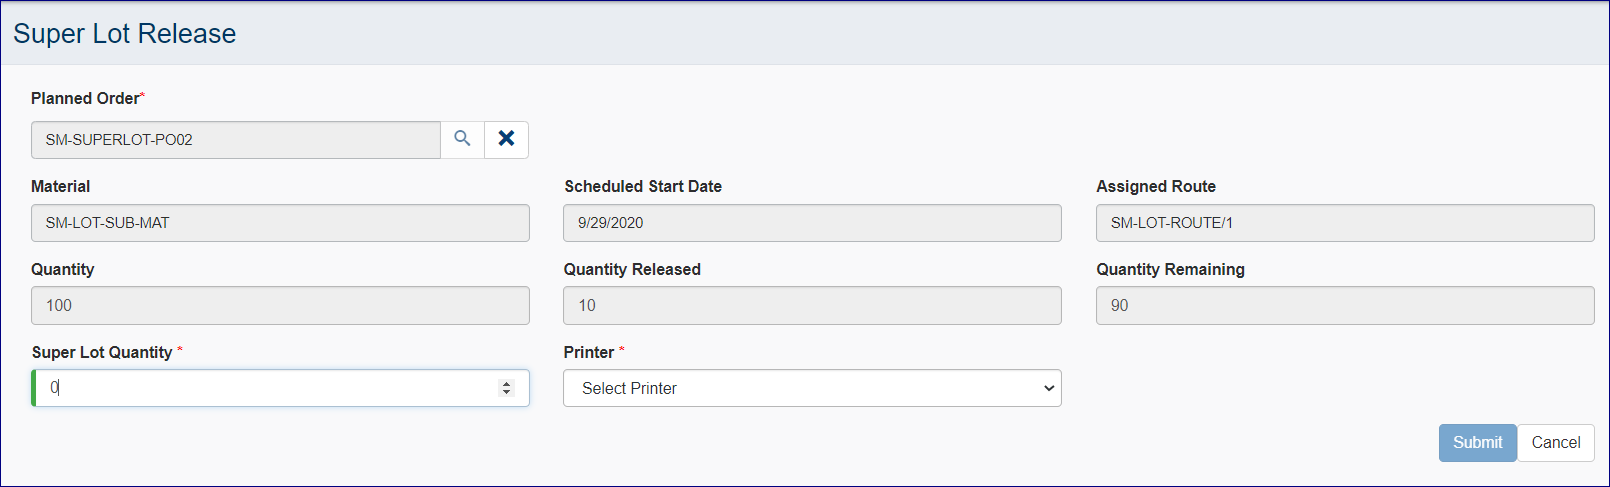 Super Lot Release
Planned Order*
SM-SUPERLOT-PO02
Material Scheduled Start Date Assigned Route
SM-LOT-SUB-MAT 9/29/2020 SM-LOT-ROUTE/1
Quantity Quantity Released Quantity Remaining
100 10 90
Super Lot Quantity * Printer *
0 Select Printer
Submit Cancel